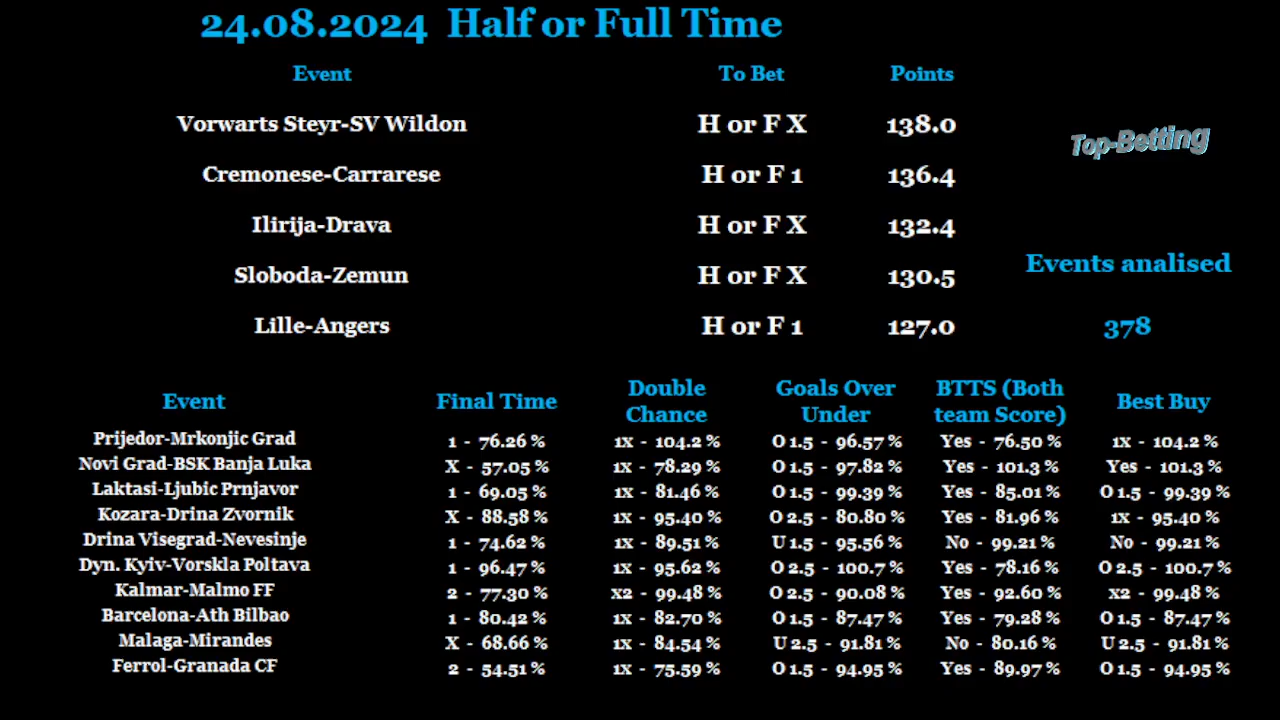 24.08.2024 Half or Full Time
Event To Bet Points
Vorwarts Steyr-SV Wildon H or F X 138.0
Top-Betting
Cremonese-Carrarese H or F 1 136.4
Ilirija-Drava H or F X 132.4
Events analised
Sloboda-Zemun H or F X 130.5
Lille-Angers H or F 1 127.0
378
Event Final Time Double Chance Goals Over Under BTTS (Both team Score) Best Buy
Prijedor-Mrkonjic Grad 1 - 76.26 % 1x - 104.2 % O 1.5 - 96.57 % Yes - 76.50 % 1x - 104.2 %
Novi Grad-BSK Banja Luka X - 57.05 % 1x - 78.29 % O 1.5 - 97.82 % Yes - 101.3 % Yes - 101.3 %
Laktasi-Ljubic Prnjavor 1 - 69.05 % 1x - 81.46 % O 1.5 - 99.39 % Yes - 85.01 % O 1.5 - 99.39 %
Kozara-Drina Zvornik X - 88.58 % 1x - 95.40 % O 2.5 - 80.80 % Yes - 81.96 % 1x - 95.40 %
Drina Visegrad-Nevesinje 1 - 74.62 % 1x - 89.51 % U 1.5 - 95.56 % No - 99.21 % No - 99.21 %
Dyn. Kyiv-Vorskla Poltava 1 - 96.47 % 1x - 95.62 % O 2.5 - 100.7 % Yes - 78.16 % O 2.5 - 100.7 %
Kalmar-Malmo FF 2 - 77.30 % x2 - 99.48 % O 2.5 - 90.08 % Yes - 92.60 % x2 - 99.48 %
Barcelona-Ath Bilbao 1 - 80.42 % 1x - 82.70 % O 1.5 - 87.47 % Yes - 79.28 % O 1.5 - 87.47 %
Malaga-Mirandes X - 68.66 % 1x - 84.54 % U 2.5 - 91.81 % No - 80.16 % U 2.5 - 91.81 %
Ferrol-Granada CF 2 - 54.51 % 1x - 75.59 % O 1.5 - 94.95 % Yes - 89.97 % O 1.5 - 94.95 %